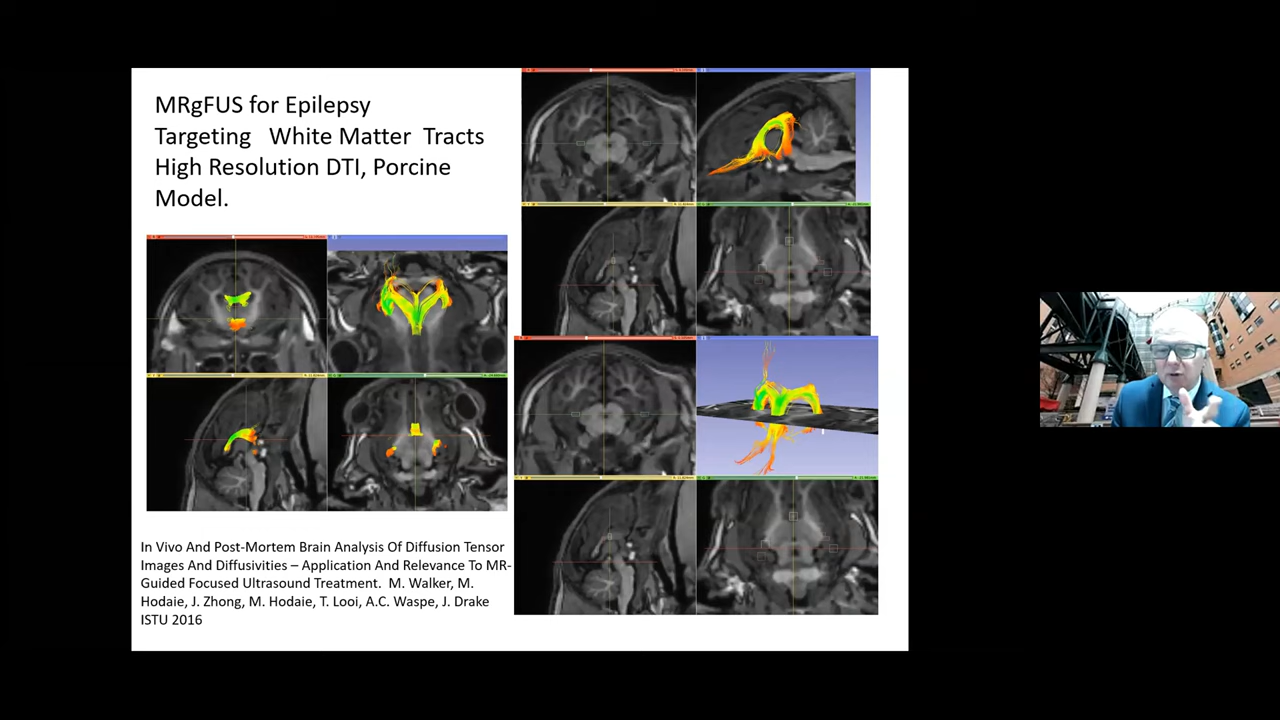 MRgFUS for Epilepsy
Targeting White Matter Tracts
High Resolution DTI, Porcine
Model.
In Vivo And Post-Mortem Brain Analysis Of Diffusion Tensor
Images And Diffusivities – Application And Relevance To MR-
Guided Focused Ultrasound Treatment. M. Walker, M.
Hodaie, J. Zhong, M. Hodaie, T. Looi, A.C. Waspe, J. Drake
ISTU 2016